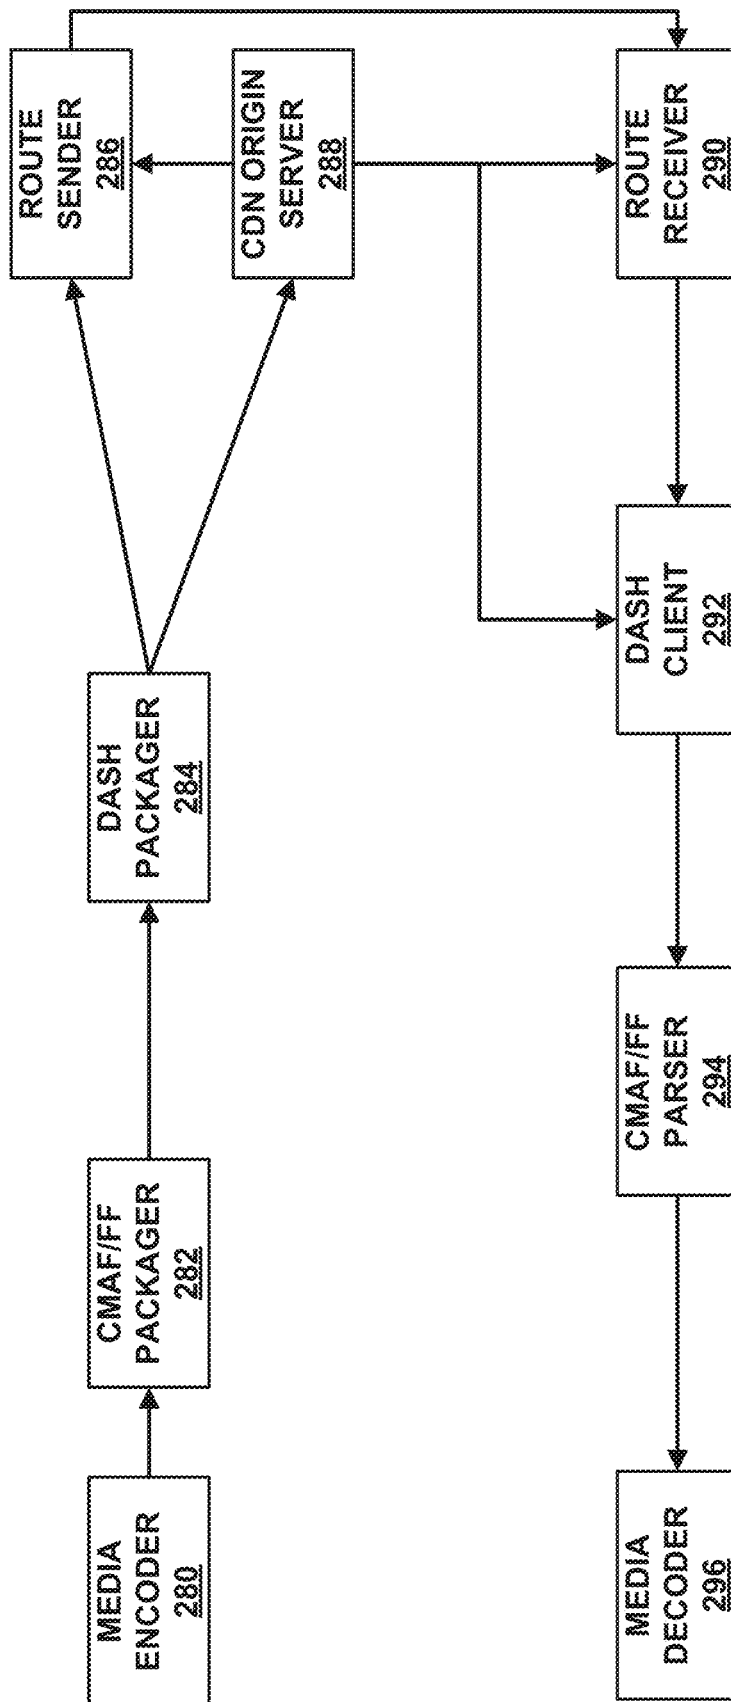 MEDIA
ENCODER
280
CMAF/FF
PACKAGER
282
DASH
PACKAGER
284
ROUTE
SENDER
286
CDN ORIGIN
SERVER
288
ROUTE
RECEIVER
290
DASH
CLIENT
292
CMAF/FF
PARSER
294
MEDIA
DECODER
296